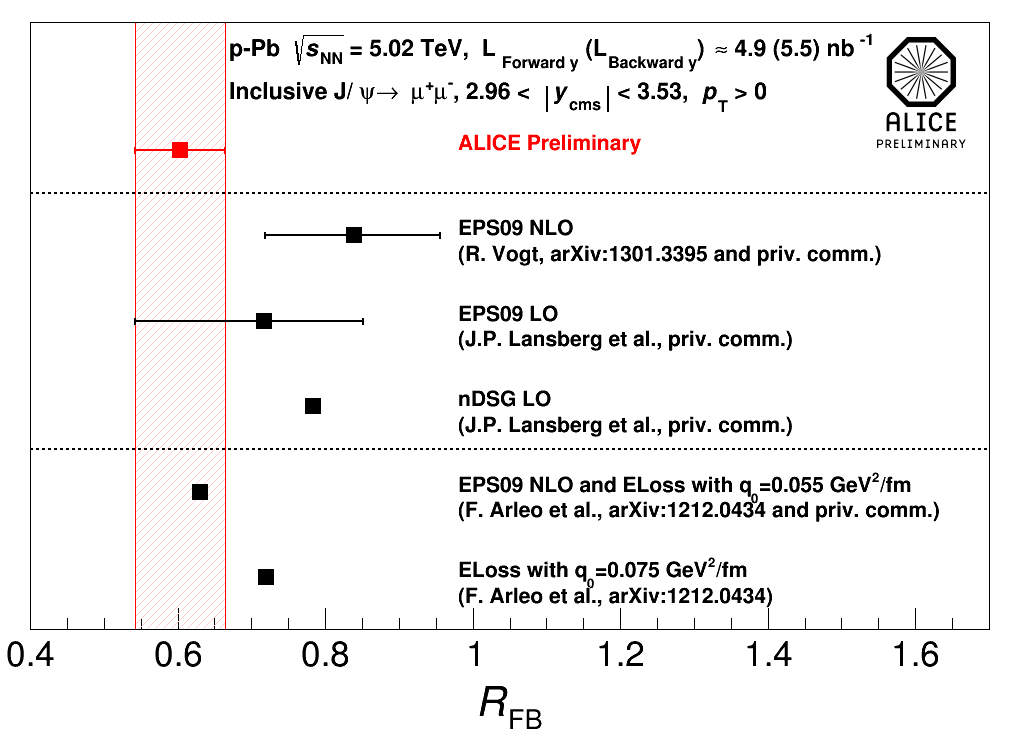 p-Pb √sNN = 5.02 TeV, L Forward y (LBackward y) ≈ 4.9 (5.5) nb⁻¹
Inclusive J/ ψ→ μ⁺μ⁻, 2.96 < |ycms| < 3.53, pT > 0
ALICE
PRELIMINARY
ALICE Preliminary
EPS09 NLO
(R. Vogt, arXiv:1301.3395 and priv. comm.)
EPS09 LO
(J.P. Lansberg et al., priv. comm.)
nDSG LO
(J.P. Lansberg et al., priv. comm.)
EPS09 NLO and ELoss with q₀=0.055 GeV²/fm
(F. Arleo et al., arXiv:1212.0434 and priv. comm.)
ELoss with q₀=0.075 GeV²/fm
(F. Arleo et al., arXiv:1212.0434)
0.4 0.6 0.8 1 1.2 1.4 1.6
RFB